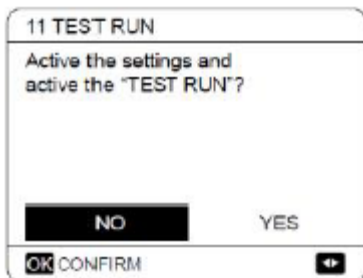 11 TEST RUN
Active the settings and
active the "TEST RUN"?
NO YES
OK CONFIRM